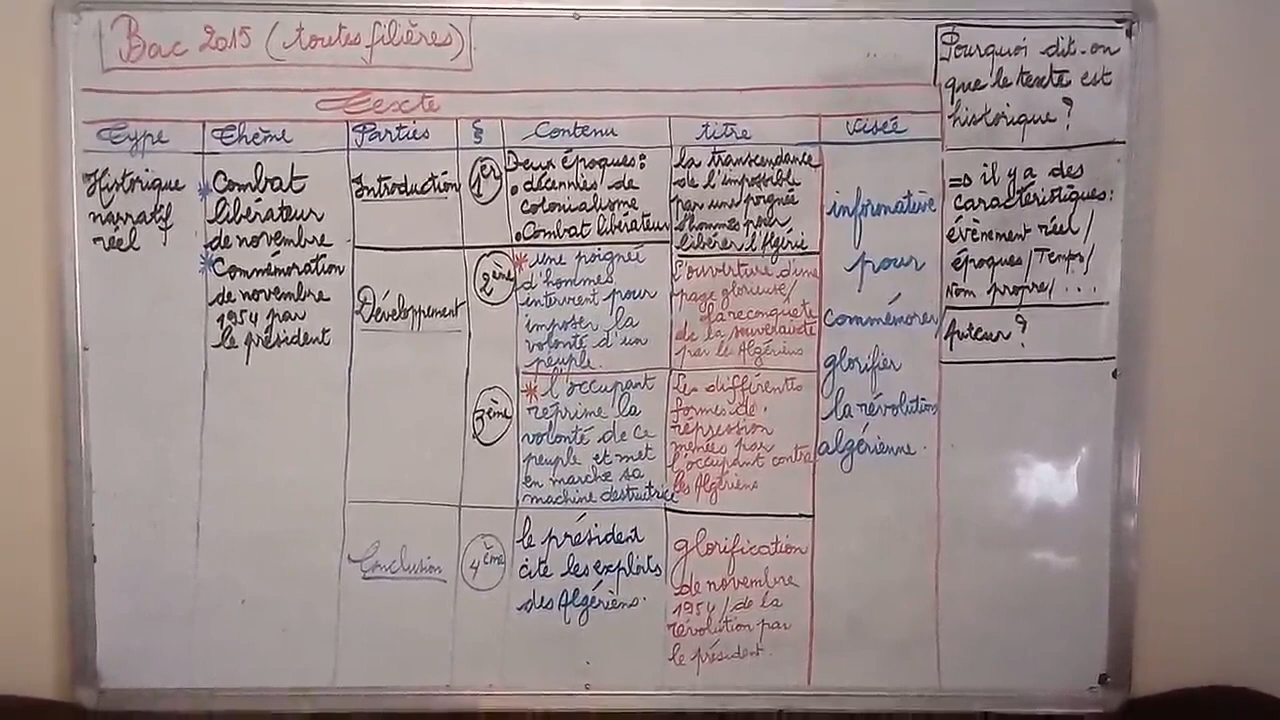 Bac 2015 (toutes filières)
Texte
Type
Thème
Parties
§
Contenu
titre
visée
Historique
narratif
réel
* Combat
libérateur
de novembre
* Commémoration
de novembre
1954 par
le président
Introduction
1er
Deux époques:
• décennies de
colonialisme
• Combat libérateur
la transcendance
de l'impossible
par une poignée
d'hommes pour
libérer l'Algérie
Développement
2ème
* une poignée
d'hommes
intervient pour
imposer la
volonté d'un
peuple.
L'ouverture d'une
page glorieuse/
la reconquête
de la souveraineté
par les Algériens
3ème
* l'occupant
réprime la
volonté de ce
peuple et met
en marche sa
machine destructrice
Les différentes
formes de
répression
menées par
l'occupant contre
les Algériens
Conclusion
4ème
le président
cite les exploits
des Algériens.
glorification
de novembre
1954/de la
révolution par
le président.
informative
pour
commémorer
glorifier
la révolution
algérienne.
Pourquoi dit-on
que le texte est
historique?
=> il y a des
caractéristiques:
évènement réel/
époques/Temps/
Nom propre/...
Auteur?